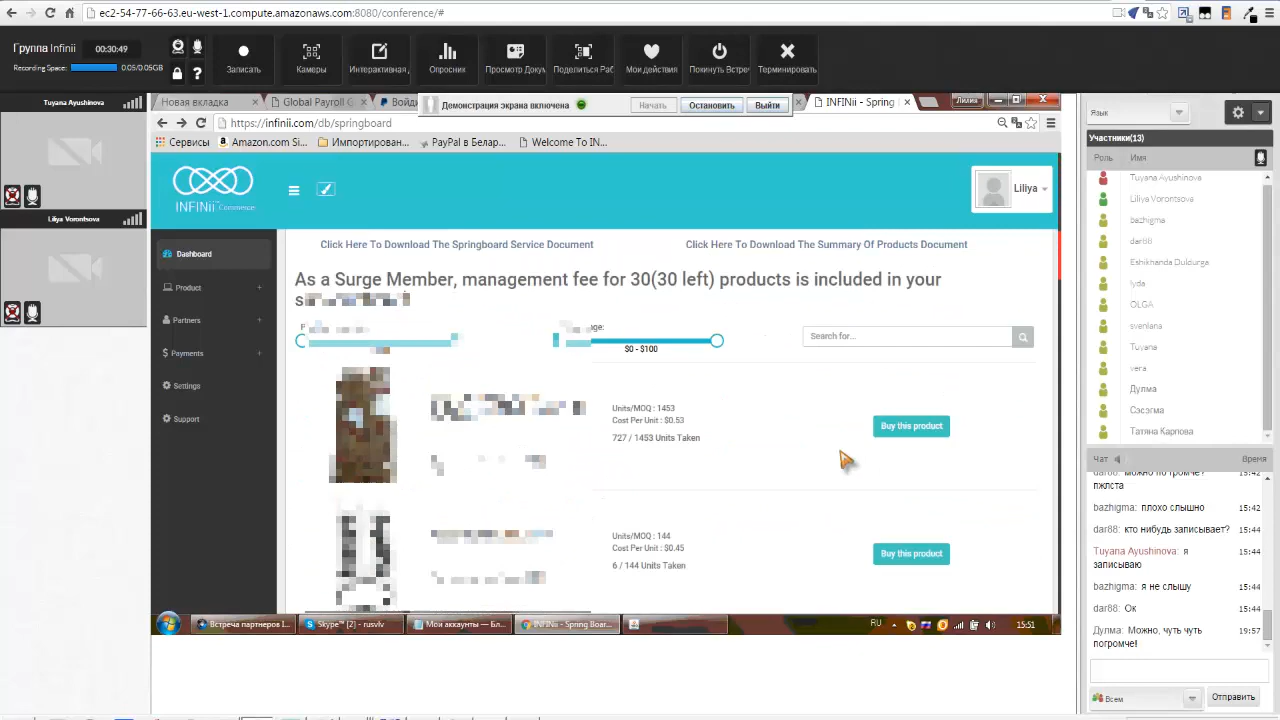 ec2-54-77-66-63.eu-west-1.compute.amazonaws.com:8080/conference/#
Группа Infinii
00:30:49
Recording Space:
0.05/0.05GB
Записать
Камеры
Интерактивная
Опросник
Просмотр Докум
Поделиться Раб
Мои действия
Покинуть Встре
Терминировать
Tuyana Ayushinova
Liliya Vorontsova
Новая вкладка
Global Payroll
Войди
Демонстрация экрана включена
Начать
Остановить
Выйти
INFINii - Spring
Лилия
https://infinii.com/db/springboard
Сервисы
Amazon.com Si...
Импортирован...
PayPal в Белар...
Welcome To IN...
INFINii Commerce
Liliya
Dashboard
Product
Partners
Payments
Settings
Support
Click Here To Download The Springboard Service Document
Click Here To Download The Summary Of Products Document
As a Surge Member, management fee for 30(30 left) products is included in your
$0 - $100
Search for...
Units/MOQ : 1453
Cost Per Unit : $0.53
727 / 1453 Units Taken
Buy this product
Units/MOQ : 144
Cost Per Unit : $0.45
6 / 144 Units Taken
Buy this product
Встреча партнеров I...
Skype™ [2] - rusvlv
Мои аккаунты — Бл...
INFINii - Spring Boar...
RU
15:51
Язык
Участники(13)
Роль
Имя
Tuyana Ayushinova
Liliya Vorontsova
bazhigma
dar88
Eshikhanda Duldurga
lyda
OLGA
svenlana
Tuyana
vera
Дулма
Сэсэгма
Татяна Карпова
Чат
Время
dar88: можно по громче? 15:42
пжлста
bazhigma: плохо слышно 15:42
dar88: кто нибудь записывает? 15:44
Tuyana Ayushinova: я 15:44
записываю
bazhigma: я не слышу 15:44
dar88: Ок 15:44
Дулма: Можно, чуть чуть 19:57
погромче!
Всем
Отправить